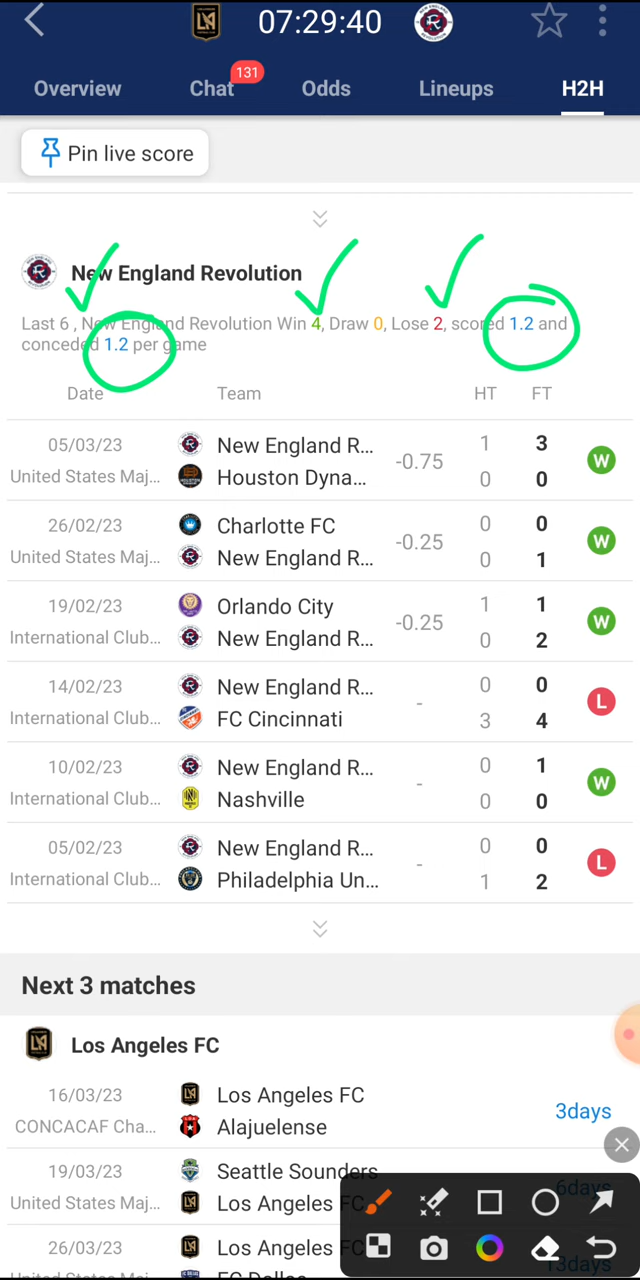 07:29:40
Overview Chat 131 Odds Lineups H2H
Pin live score
New England Revolution
Last 6 , New England Revolution Win 4, Draw 0, Lose 2, scored 1.2 and
conceded 1.2 per game
Date Team HT FT
05/03/23 New England R... 1 3
United States Maj... Houston Dyna... -0.75 0 0 W
26/02/23 Charlotte FC 0 0
United States Maj... New England R... -0.25 0 1 W
19/02/23 Orlando City 1 1
International Club... New England R... -0.25 0 2 W
14/02/23 New England R... 0 0
International Club... FC Cincinnati - 3 4 L
10/02/23 New England R... 0 1
International Club... Nashville - 0 0 W
05/02/23 New England R... 0 0
International Club... Philadelphia Un... - 1 2 L
Next 3 matches
Los Angeles FC
16/03/23 Los Angeles FC
CONCACAF Cha... Alajuelense 3days
19/03/23 Seattle Sounders
United States Maj... Los Angeles FC 6days
26/03/23 Los Angeles FC
13days